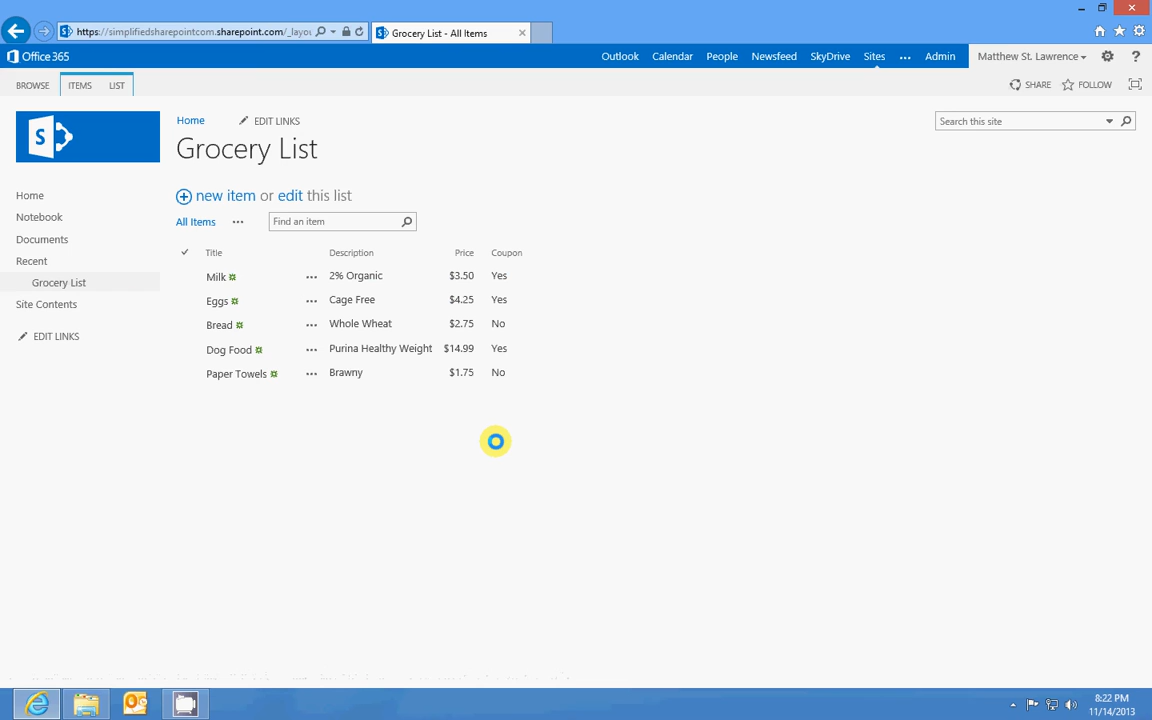 https://simplifiedsharepointcom.sharepoint.com/_layou
Grocery List - All Items
Office 365
Outlook Calendar People Newsfeed SkyDrive Sites ••• Admin Matthew St. Lawrence ?
BROWSE ITEMS LIST SHARE FOLLOW
S
Home EDIT LINKS
Search this site
Grocery List
new item or edit this list
All Items ••• Find an item
Home
Notebook
Documents
Recent
Grocery List
Site Contents
EDIT LINKS
Title Description Price Coupon
Milk ••• 2% Organic $3.50 Yes
Eggs ••• Cage Free $4.25 Yes
Bread ••• Whole Wheat $2.75 No
Dog Food ••• Purina Healthy Weight $14.99 Yes
Paper Towels ••• Brawny $1.75 No
8:22 PM
11/14/2013